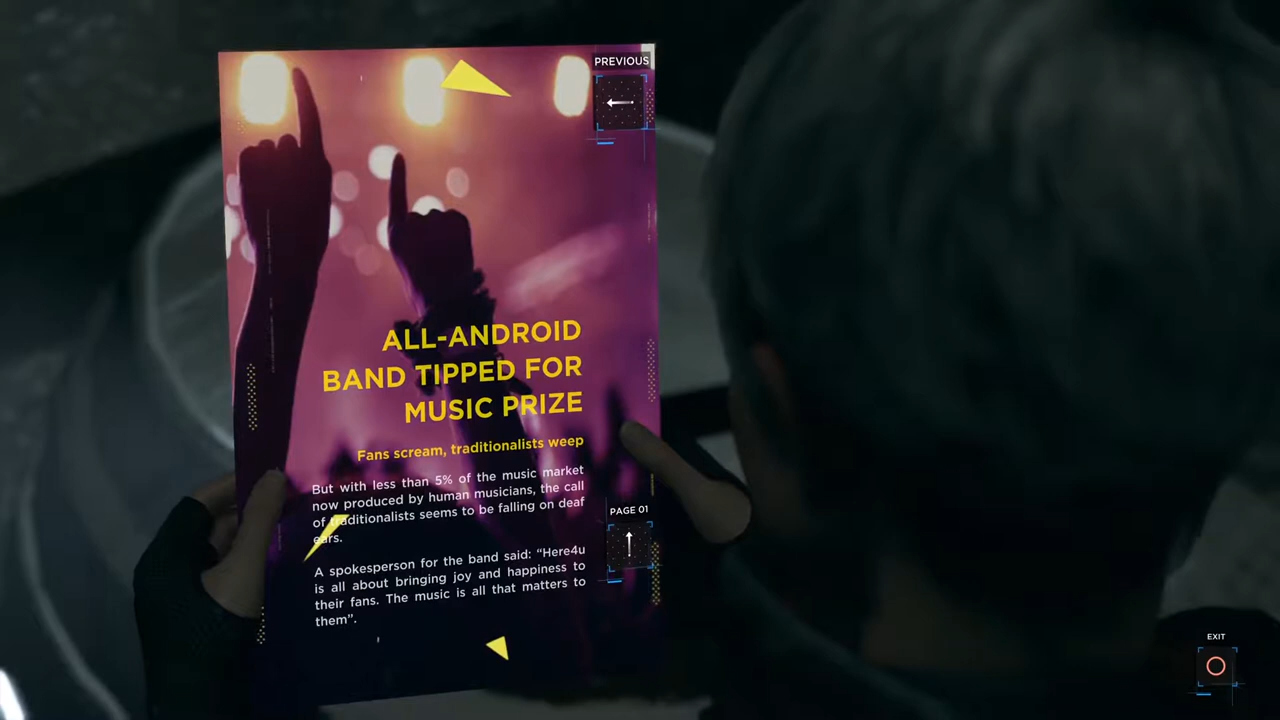 PREVIOUS
ALL-ANDROID
BAND TIPPED FOR
MUSIC PRIZE
Fans scream, traditionalists weep
But with less than 5% of the music market
now produced by human musicians, the call
of traditionalists seems to be falling on deaf
ears.
PAGE 01
A spokesperson for the band said: “Here4u
is all about bringing joy and happiness to
their fans. The music is all that matters to
them”.
EXIT